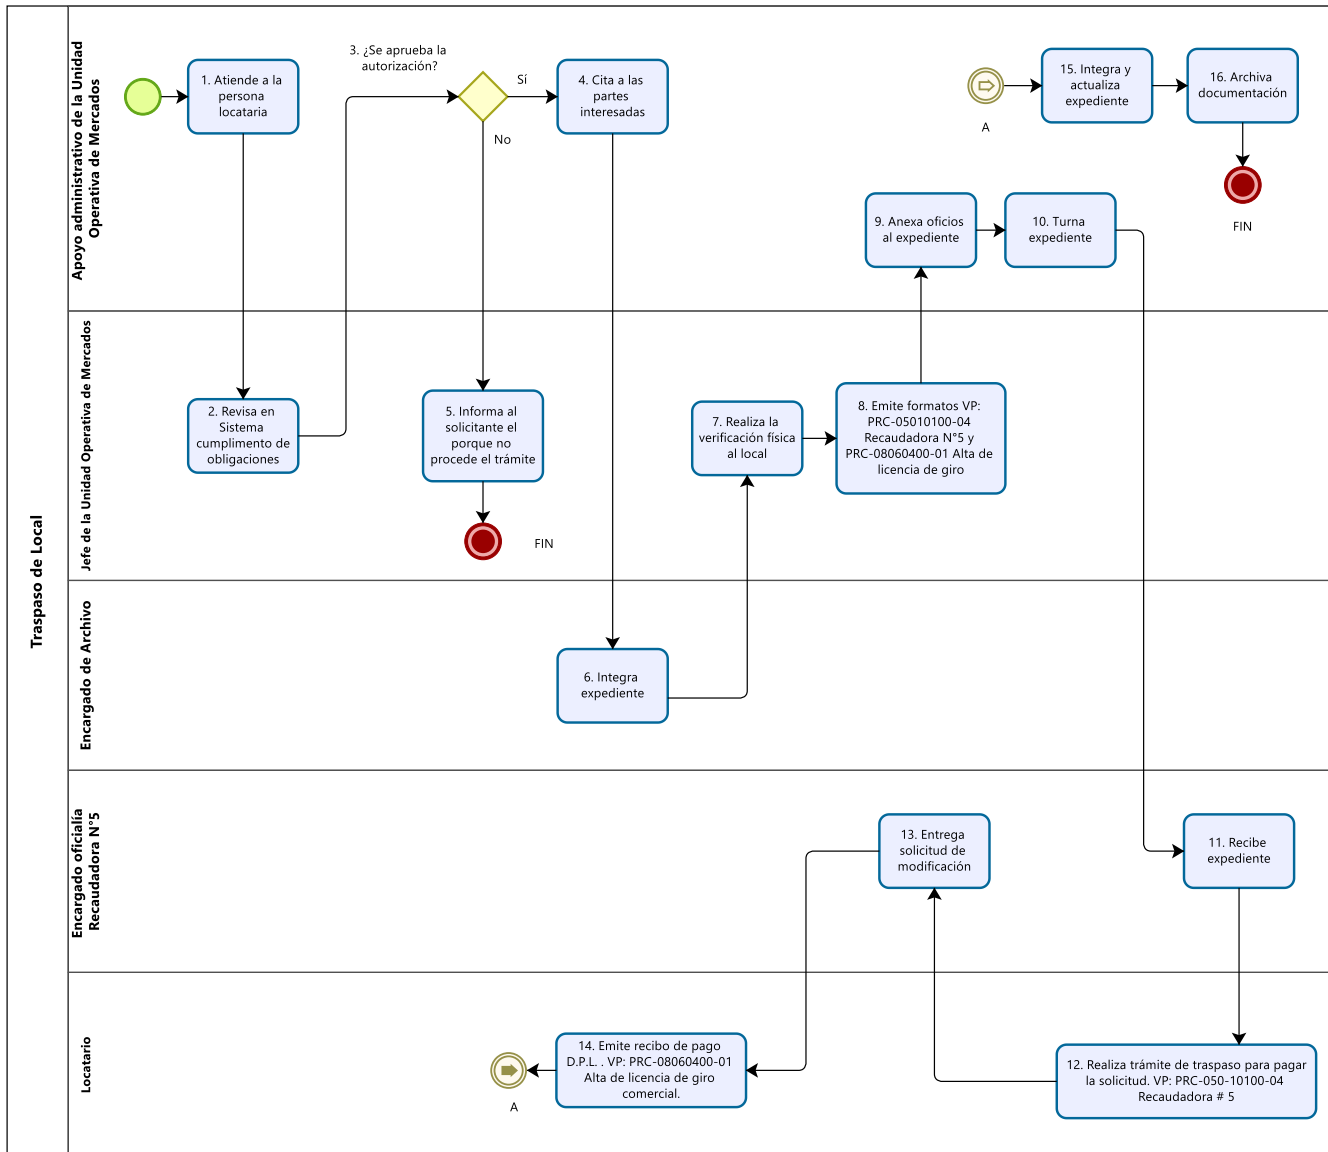 Traspaso de Local
Apoyo administrativo de la Unidad
Operativa de Mercados
1. Atiende a la
persona
locataria
3. ¿Se aprueba la
autorización?
Sí
No
4. Cita a las
partes
interesadas
A
15. Integra y
actualiza
expediente
16. Archiva
documentación
FIN
9. Anexa oficios
al expediente
10. Turna
expediente
Jefe de la Unidad Operativa de Mercados
2. Revisa en
Sistema
cumplimento de
obligaciones
5. Informa al
solicitante el
porque no
procede el trámite
FIN
7. Realiza la
verificación física
al local
8. Emite formatos VP:
PRC-05010100-04
Recaudadora N°5 y
PRC-08060400-01 Alta de
licencia de giro
Encargado de Archivo
6. Integra
expediente
Encargado oficialía
Recaudadora N°5
13. Entrega
solicitud de
modificación
11. Recibe
expediente
Locatario
A
14. Emite recibo de pago
D.P.L. . VP: PRC-08060400-01
Alta de licencia de giro
comercial.
12. Realiza trámite de traspaso para pagar
la solicitud. VP: PRC-050-10100-04
Recaudadora # 5